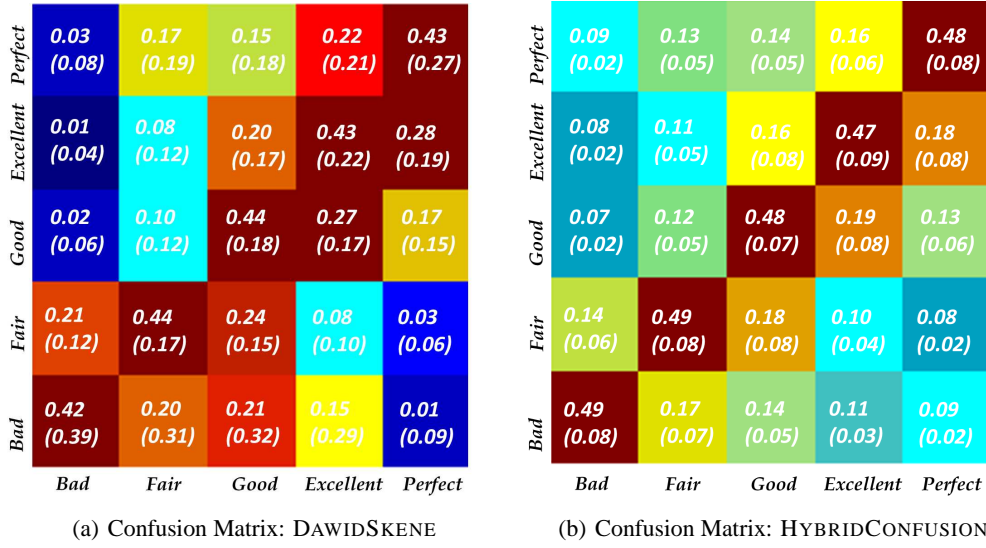 Perfect
0.03 0.17 0.15 0.22 0.43
(0.08) (0.19) (0.18) (0.21) (0.27)
Excellent
0.01 0.08 0.20 0.43 0.28
(0.04) (0.12) (0.17) (0.22) (0.19)
Good
0.02 0.10 0.44 0.27 0.17
(0.06) (0.12) (0.18) (0.17) (0.15)
Fair
0.21 0.44 0.24 0.08 0.03
(0.12) (0.17) (0.15) (0.10) (0.06)
Bad
0.42 0.20 0.21 0.15 0.01
(0.39) (0.31) (0.32) (0.29) (0.09)
Bad Fair Good Excellent Perfect
(a) Confusion Matrix: DAWIDSKENE
Perfect
0.09 0.13 0.14 0.16 0.48
(0.02) (0.05) (0.05) (0.06) (0.08)
Excellent
0.08 0.11 0.16 0.47 0.18
(0.02) (0.05) (0.08) (0.09) (0.08)
Good
0.07 0.12 0.48 0.19 0.13
(0.02) (0.05) (0.07) (0.08) (0.06)
Fair
0.14 0.49 0.18 0.10 0.08
(0.06) (0.08) (0.08) (0.04) (0.02)
Bad
0.49 0.17 0.14 0.11 0.09
(0.08) (0.07) (0.05) (0.03) (0.02)
Bad Fair Good Excellent Perfect
(b) Confusion Matrix: HYBRIDCONFUSION